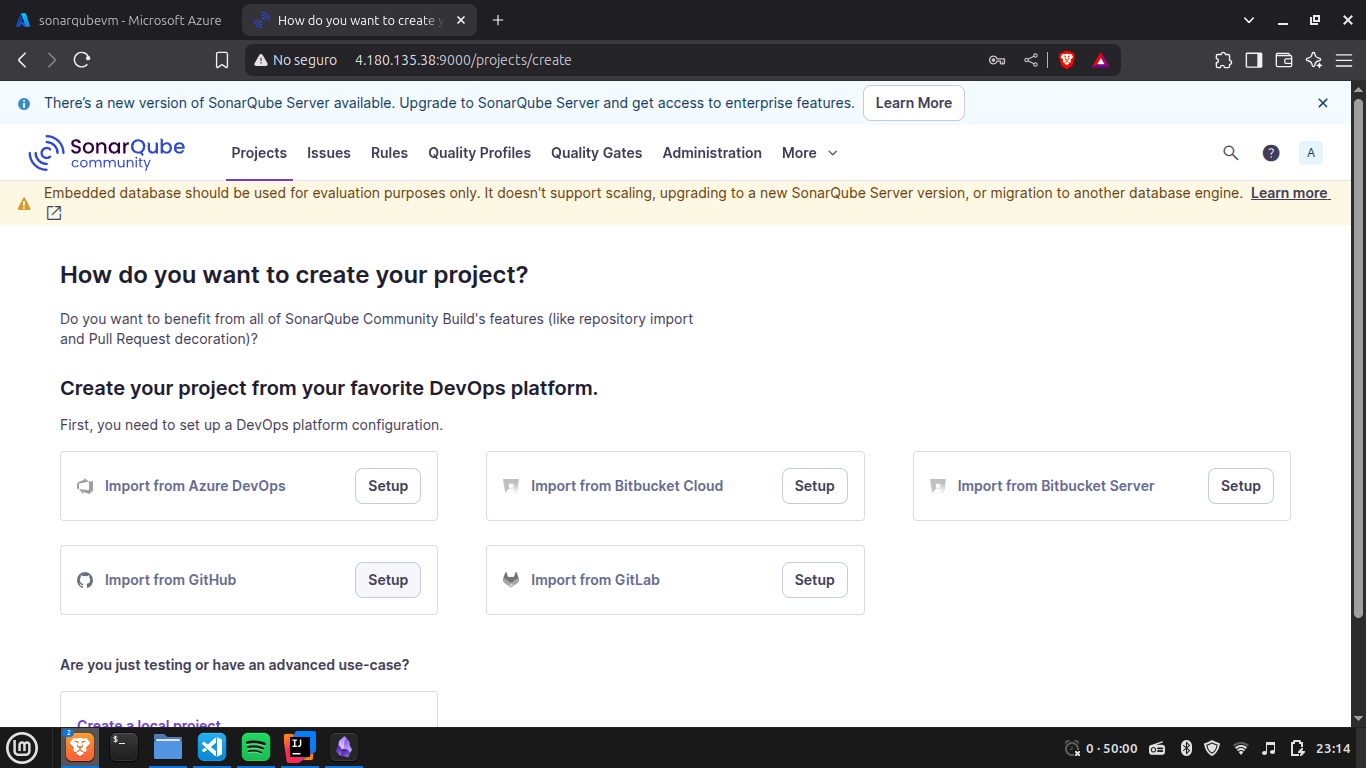 sonarqubevm - Microsoft Azure
How do you want to create y
No seguro 4.180.135.38:9000/projects/create
There's a new version of SonarQube Server available. Upgrade to SonarQube Server and get access to enterprise features. Learn More
SonarQube
community
Projects Issues Rules Quality Profiles Quality Gates Administration More ? A
Embedded database should be used for evaluation purposes only. It doesn't support scaling, upgrading to a new SonarQube Server version, or migration to another database engine. Learn more
How do you want to create your project?
Do you want to benefit from all of SonarQube Community Build's features (like repository import
and Pull Request decoration)?
Create your project from your favorite DevOps platform.
First, you need to set up a DevOps platform configuration.
Import from Azure DevOps Setup
Import from Bitbucket Cloud Setup
Import from Bitbucket Server Setup
Import from GitHub Setup
Import from GitLab Setup
Are you just testing or have an advanced use-case?
Create a local project
2
$_
IJ
0 · 50:00
23:14